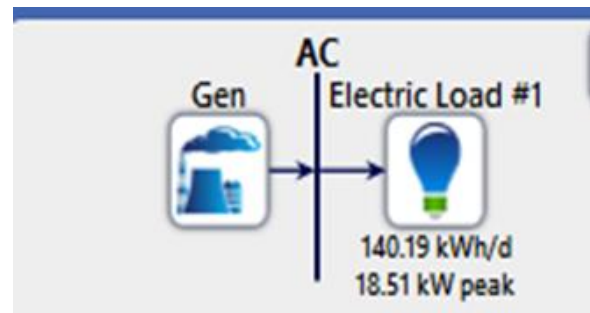 AC
Gen
Electric Load #1
140.19 kWh/d
18.51 kW peak